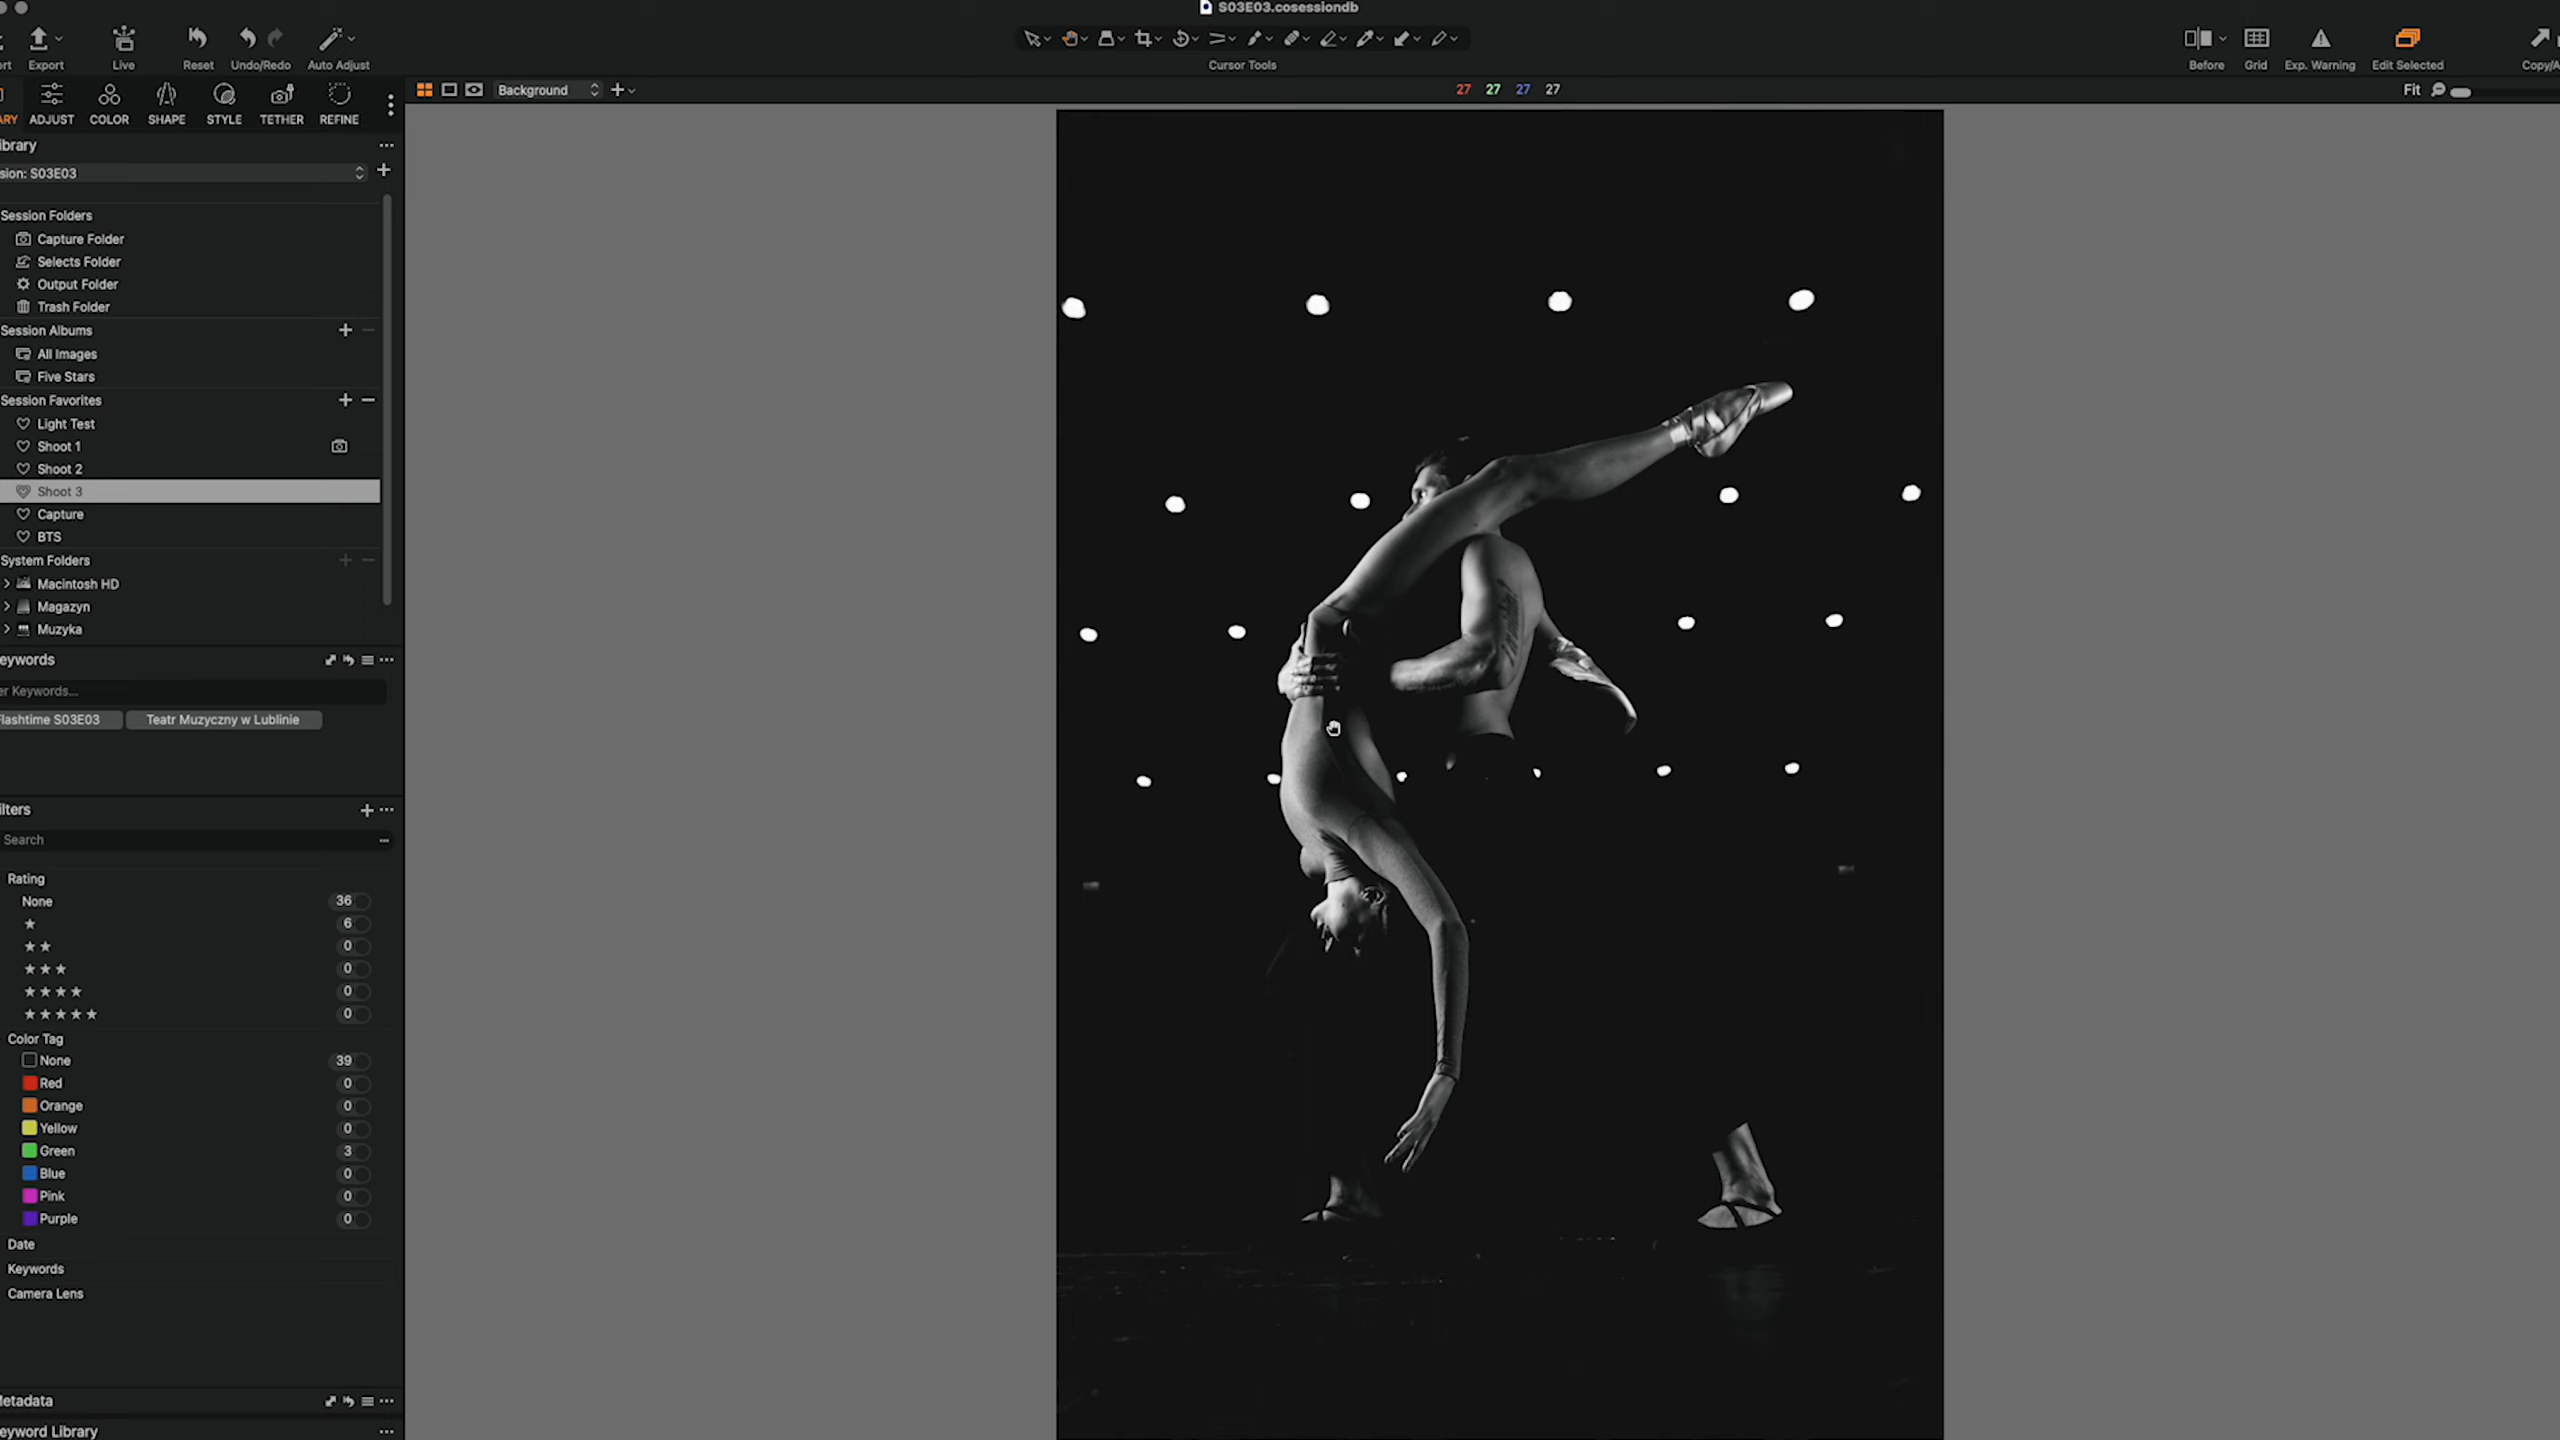 S03E03.cosessiondb
Export
Live
Reset
Undo/Redo
Auto Adjust
Cursor Tools
Before
Grid
Exp. Warning
Edit Selected
Copy/A
ADJUST
COLOR
SHAPE
STYLE
TETHER
REFINE
Background
27 27 27 27
Fit
ibrary
sion: S03E03
Session Folders
Capture Folder
Selects Folder
Output Folder
Trash Folder
Session Albums
All Images
Five Stars
Session Favorites
Light Test
Shoot 1
Shoot 2
Shoot 3
Capture
BTS
System Folders
Macintosh HD
Magazyn
Muzyka
eywords
er Keywords...
lashtime S03E03
Teatr Muzyczny w Lublinie
ilters
Search
Rating
None 36
6
0
0
0
0
Color Tag
None 39
Red 0
Orange 0
Yellow 0
Green 3
Blue 0
Pink 0
Purple 0
Date
Keywords
Camera Lens
etadata
eyword Library